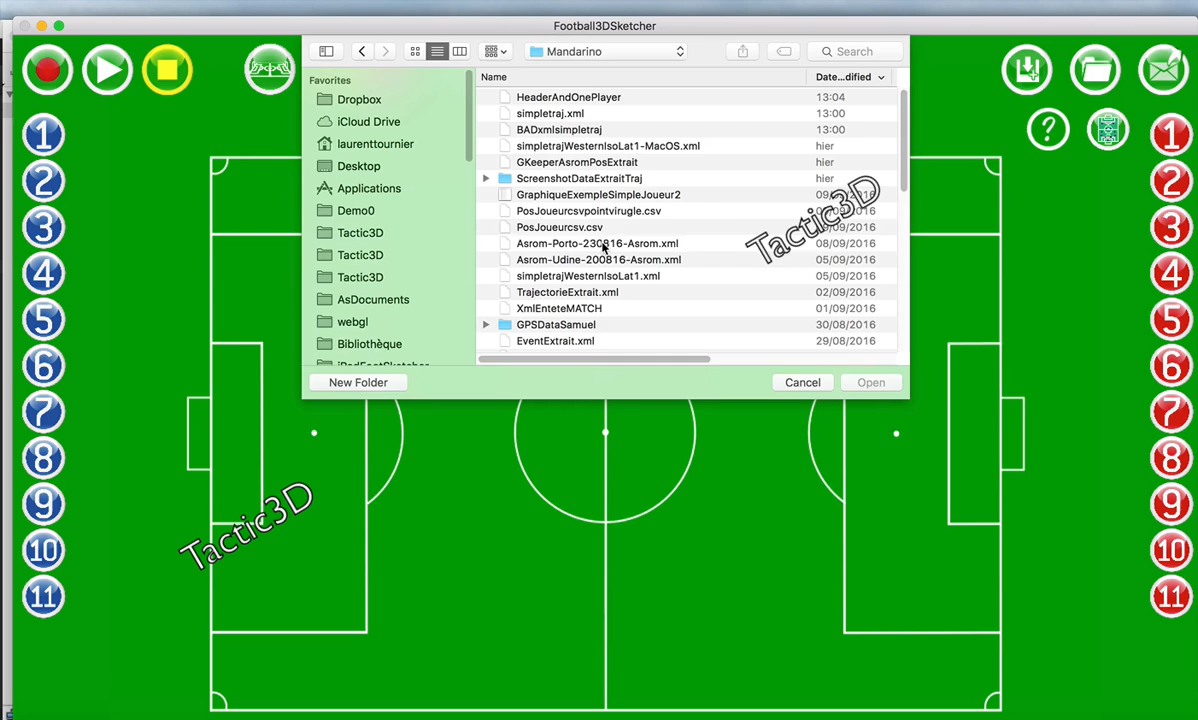 Football3DSketcher
Mandarino
Search
Favorites
Dropbox
iCloud Drive
laurenttournier
Desktop
Applications
Demo0
Tactic3D
Tactic3D
Tactic3D
AsDocuments
webgl
Bibliothèque
iPadFootSketcher
Name Date...dified
HeaderAndOnePlayer 13:04
simpletraj.xml 13:00
BADxmlsimpletraj 13:00
simpletrajWesternIsoLat1-MacOS.xml hier
GKeeperAsromPosExtrait hier
ScreenshotDataExtraitTraj hier
GraphiqueExempleSimpleJoueur2
PosJoueurcsvpointvirugle.csv
PosJoueurcsv.csv
Asrom-Porto-230816-Asrom.xml 08/09/2016
Asrom-Udine-200816-Asrom.xml 05/09/2016
simpletrajWesternIsoLat1.xml 05/09/2016
TrajectorieExtrait.xml 02/09/2016
XmlEnteteMATCH 01/09/2016
GPSDataSamuel 30/08/2016
EventExtrait.xml 29/08/2016
New Folder Cancel Open
?
1
2
3
4
5
6
7
8
9
10
11
1
2
3
4
5
6
7
8
9
10
11
Tactic3D
Tactic3D